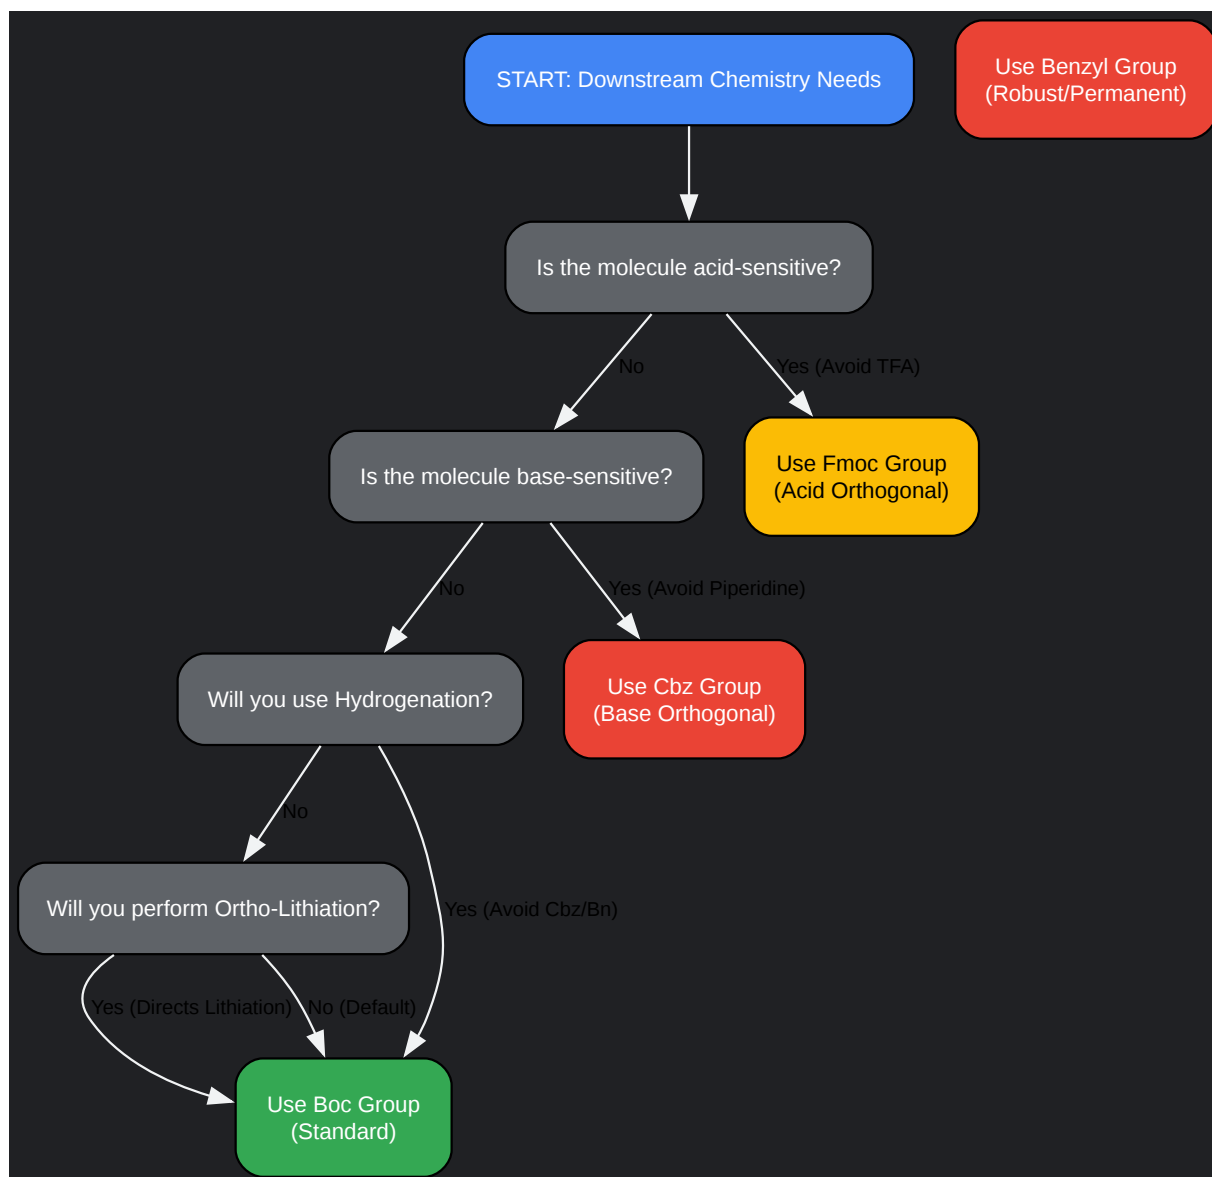 START: Downstream Chemistry Needs
Use Benzyl Group
(Robust/Permanent)
Is the molecule acid-sensitive?
No
Yes (Avoid TFA)
Is the molecule base-sensitive?
Use Fmoc Group
(Acid Orthogonal)
No
Yes (Avoid Piperidine)
Will you use Hydrogenation?
Use Cbz Group
(Base Orthogonal)
No
Will you perform Ortho-Lithiation?
Yes (Avoid Cbz/Bn)
Yes (Directs Lithiation)
No (Default)
Use Boc Group
(Standard)